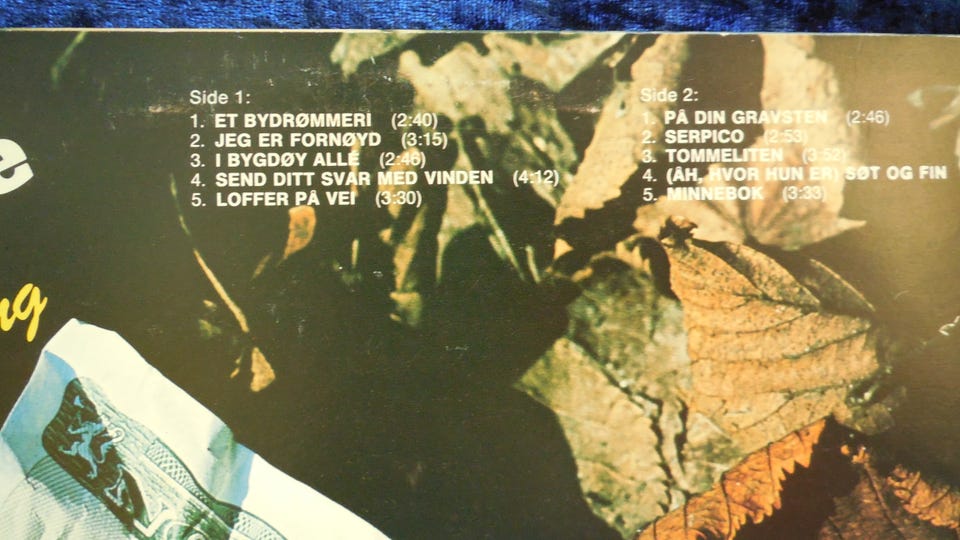 Side 1:
1. ET BYDRØMMERI (2:40)
2. JEG ER FORNØYD (3:15)
3. I BYGDØY ALLÉ (2:46)
4. SEND DITT SVAR MED VINDEN (4:12)
5. LOFFER PÅ VEI (3:30)
Side 2:
1. PÅ DIN GRAVSTEN (2:46)
2. SERPICO (2:53)
3. TOMMELITEN (3:52)
4. (ÅH, HVOR HUN ER) SØT OG FIN
5. MINNEBOK (3:33)
e
ng